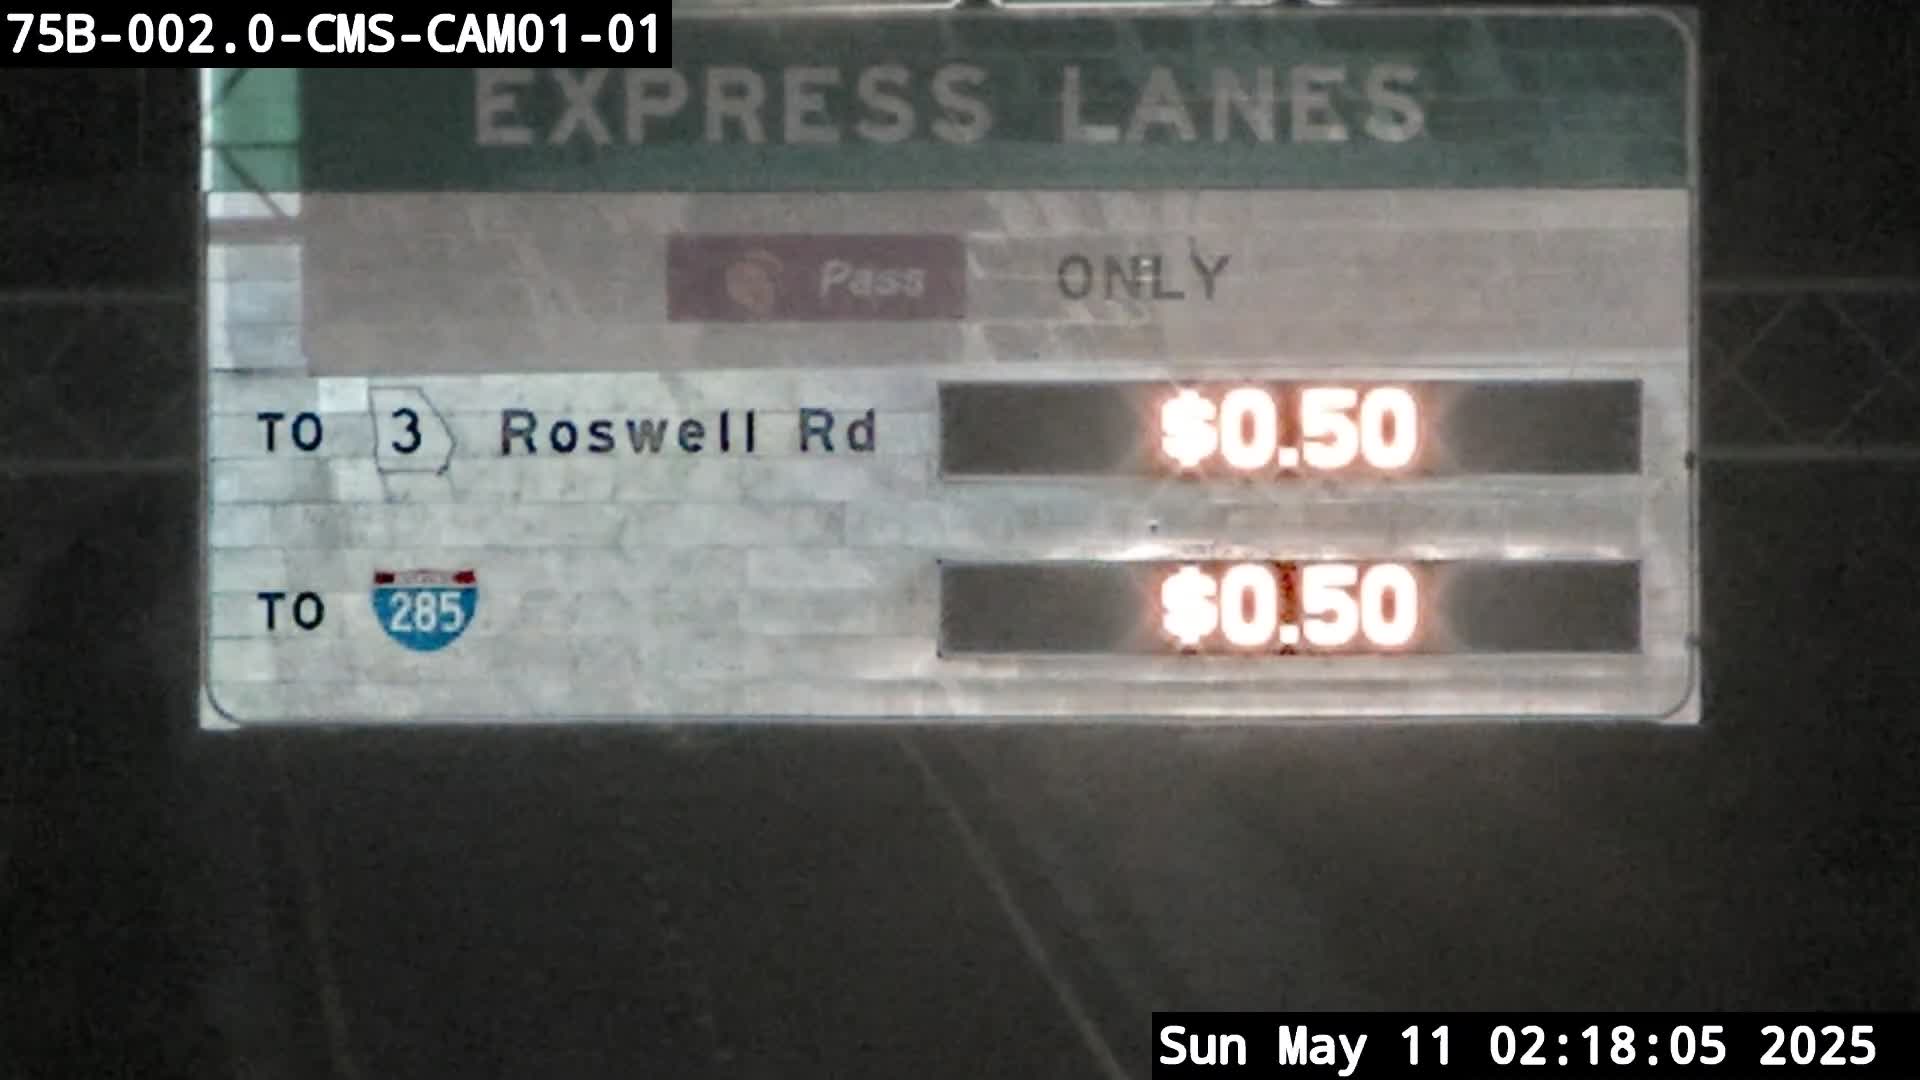 75B-002.0-CMS-CAM01-01
EXPRESS LANES
Pass ONLY
TO 3 Roswell Rd $0.50
TO 285 $0.50
Sun May 11 02:18:05 2025